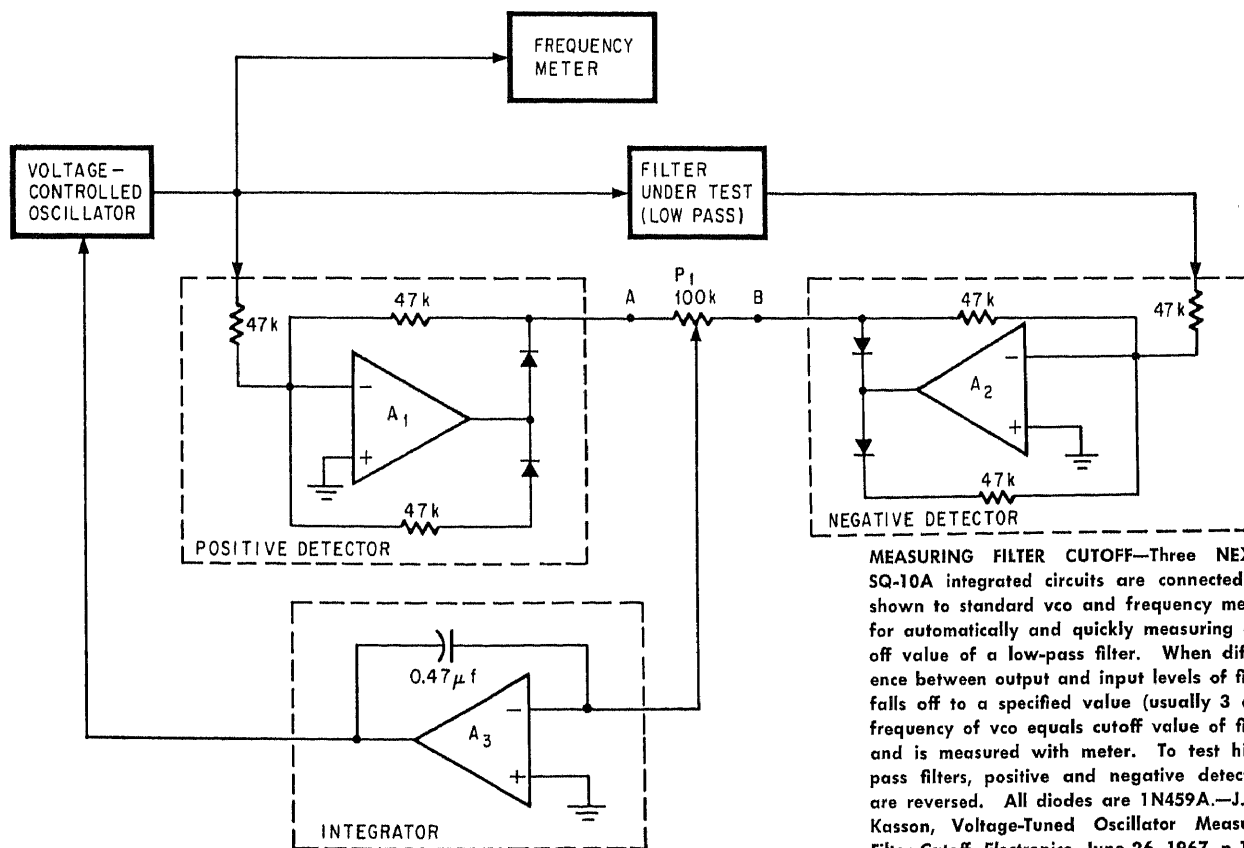 FREQUENCY
METER
VOLTAGE-
CONTROLLED
OSCILLATOR
FILTER
UNDER TEST
(LOW PASS)
P1
100k
A
B
47k
47k
47k
47k
-
A1
+
-
A2
+
47k
47k
POSITIVE DETECTOR
NEGATIVE DETECTOR
0.47μf
-
A3
+
INTEGRATOR
MEASURING FILTER CUTOFF—Three
SQ-10A integrated circuits are connected
shown to standard vco and frequency
for automatically and quickly measuring
off value of a low-pass filter. When
ence between output and input levels of
falls off to a specified value (usually 3
frequency of vco equals cutoff value of
and is measured with meter. To test
pass filters, positive and negative
are reversed. All diodes are 1N459A.—J.
Kasson, Voltage-Tuned Oscillator
Filter Cutoff, Electronics, June 26, 1967, p